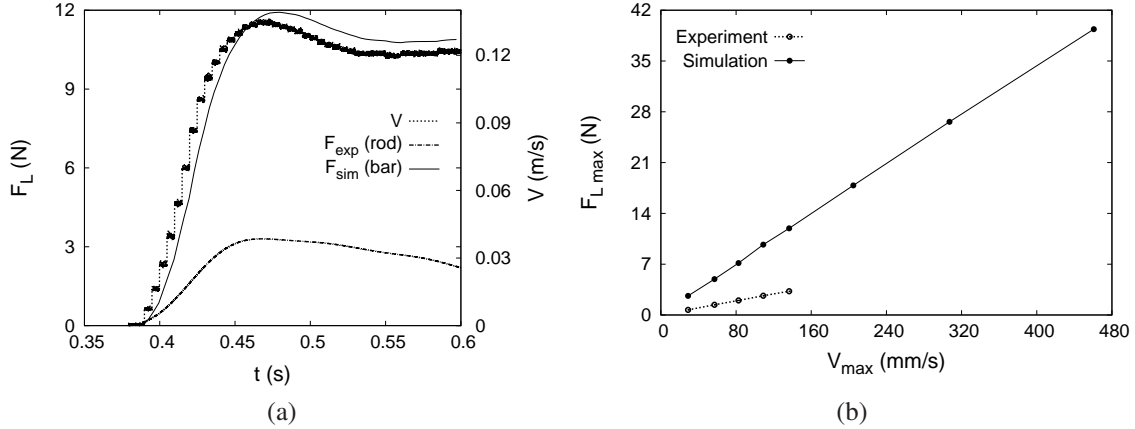 12
9
6
3
0
F_L (N)
V
F_exp (rod)
F_sim (bar)
0.12
0.09
0.06
0.03
0
V (m/s)
0.35 0.4 0.45 0.5 0.55 0.6
t (s)
(a)
42
35
28
21
14
7
0
F_L max (N)
Experiment
Simulation
0 80 160 240 320 400 480
V_max (mm/s)
(b)